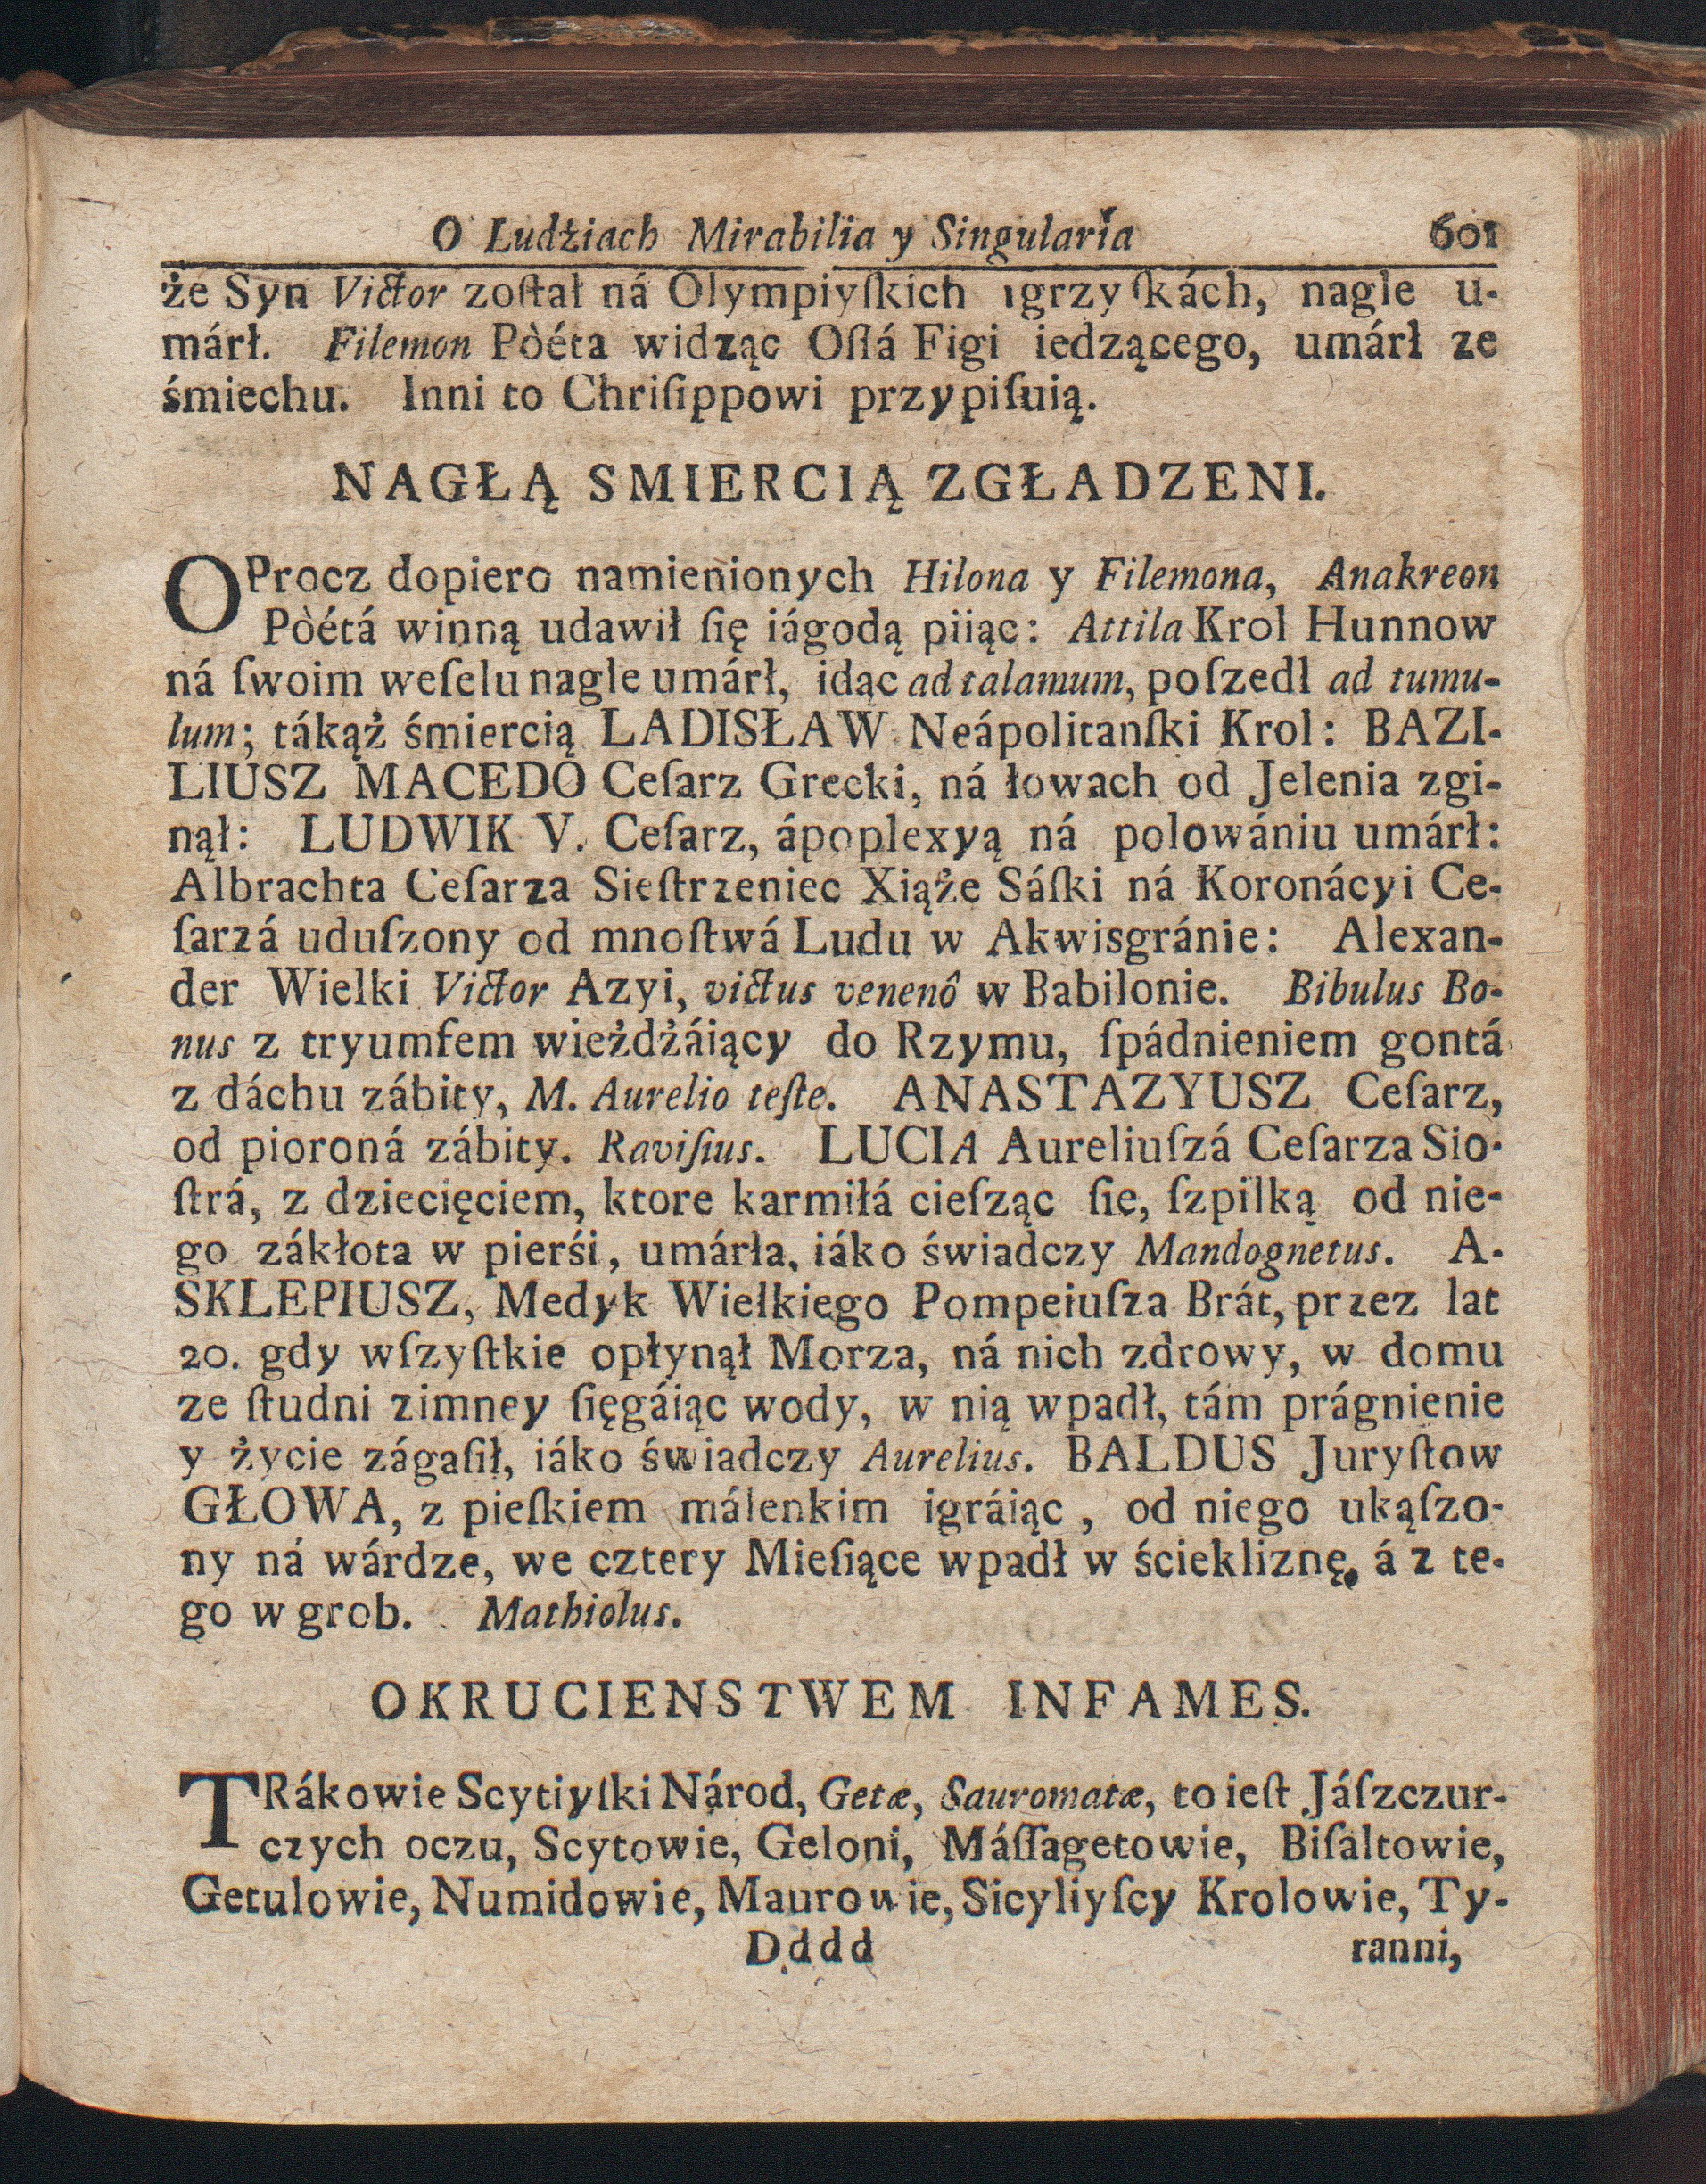 O Ludźiach Mirabilia y Singularia 601
że Syn Victor zoſtał ná Olympiyſkich igrzyſkách, nagle u-
márł. Filemon Pòéta widząc Oſłá Figi iedzącego, umárł ze
śmiechu. Inni to Chriſippowi przypiſuią.
NAGŁĄ SMIERCIĄ ZGŁADZENI.
OProcz dopiero namienionych Hilona y Filemona, Anakreon
Pòétá winną udawił ſię iágodą piiąc: Attila Krol Hunnow
ná ſwoim weſelu nagle umárł, idąc ad talamum, poſzedł ad tumu-
lum; tákąż śmiercią LADISŁAW Neápolitanſki Krol: BAZI-
LIUSZ MACEDO Ceſarz Grecki, ná łowach od Jelenia zgi-
nął: LUDWIK V. Ceſarz, ápoplexyą ná polowániu umárł:
Albrachta Ceſarza Sieſtrzeniec Xiąże Sáſki ná Koronácyi Ce-
ſarzá uduſzony od mnoſtwá Ludu w Akwisgránie: Alexan-
der Wielki Victor Azyi, victus venenô w Babilonie. Bibulus Bo-
nus z tryumfem wieżdżáiący do Rzymu, ſpádnieniem gontá
z dáchu zábity, M. Aurelio teſte. ANASTAZYUSZ Ceſarz,
od pioroná zábity. Raviſius. LUCIA Aureliuſzá Ceſarza Sio-
ſtrá, z dziecięciem, ktore karmiłá cieſząc ſię, ſzpilką od nie-
go zákłota w pierśi, umárła, iáko świadczy Mandognetus. A-
SKLEPIUSZ, Medyk Wielkiego Pompeiuſza Brát, przez lat
20. gdy wſzyſtkie opłynął Morza, ná nich zdrowy, w domu
ze ſtudni zimney ſięgáiąc wody, w nią wpadł, tám prágnienie
y życie zágaſił, iáko świadczy Aurelius. BALDUS Juryſtow
GŁOWA, z pieſkiem málenkim igráiąc, od niego ukąſzo-
ny ná wárdze, we cztery Mieſiące wpadł w ściekliznę, á z te-
go w grob. Mathiolus.
OKRUCIENSTWEM INFAMES.
TRákowie Scytiyſki Národ, Getæ, Sauromatæ, to ieſt Jáſzczur-
czych oczu, Scytowie, Geloni, Máſſagetowie, Biſaltowie,
Getulowie, Numidowie, Maurowie, Sicyliyſcy Krolowie, Ty-
Dddd ranni,